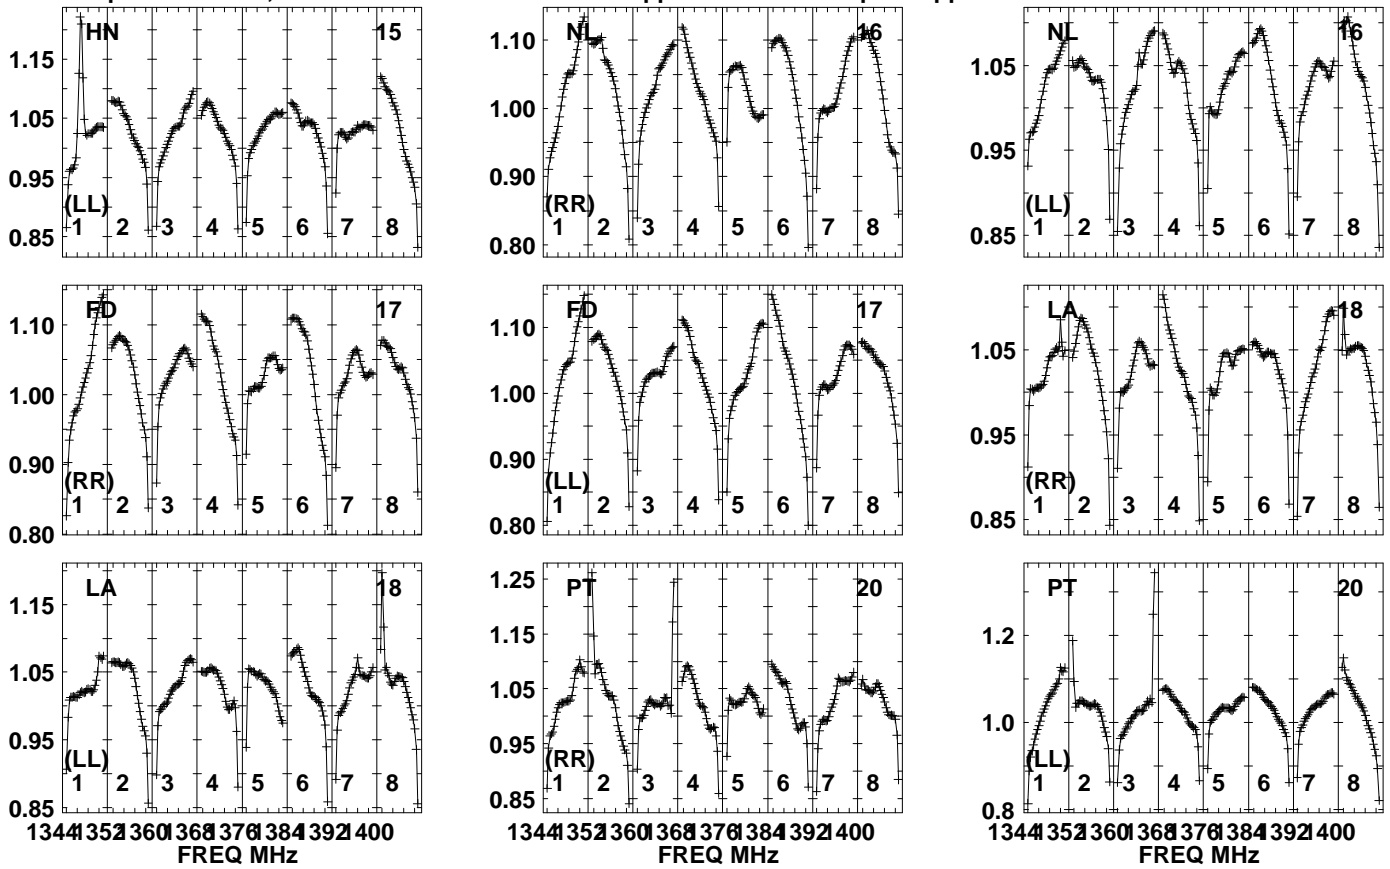 HN 15
1.15
1.05
0.95
0.85
(LL)
1 2 3 4 5 6 7 8
NL 16
1.10
1.00
0.90
0.80
(RR)
1 2 3 4 5 6 7 8
NL 16
1.05
0.95
0.85
(LL)
1 2 3 4 5 6 7 8
FD 17
1.10
1.00
0.90
0.80
(RR)
1 2 3 4 5 6 7 8
FD 17
1.10
1.00
0.90
0.80
(LL)
1 2 3 4 5 6 7 8
LA 18
1.05
0.95
0.85
(RR)
1 2 3 4 5 6 7 8
LA 18
1.15
1.05
0.95
0.85
(LL)
1 2 3 4 5 6 7 8
1344 1352 1360 1368 1376 1384 1392 1400
FREQ MHz
PT 20
1.25
1.15
1.05
0.95
0.85
(RR)
1 2 3 4 5 6 7 8
1344 1352 1360 1368 1376 1384 1392 1400
FREQ MHz
PT 20
1.2
1.0
0.8
(LL)
1 2 3 4 5 6 7 8
1344 1352 1360 1368 1376 1384 1392 1400
FREQ MHz